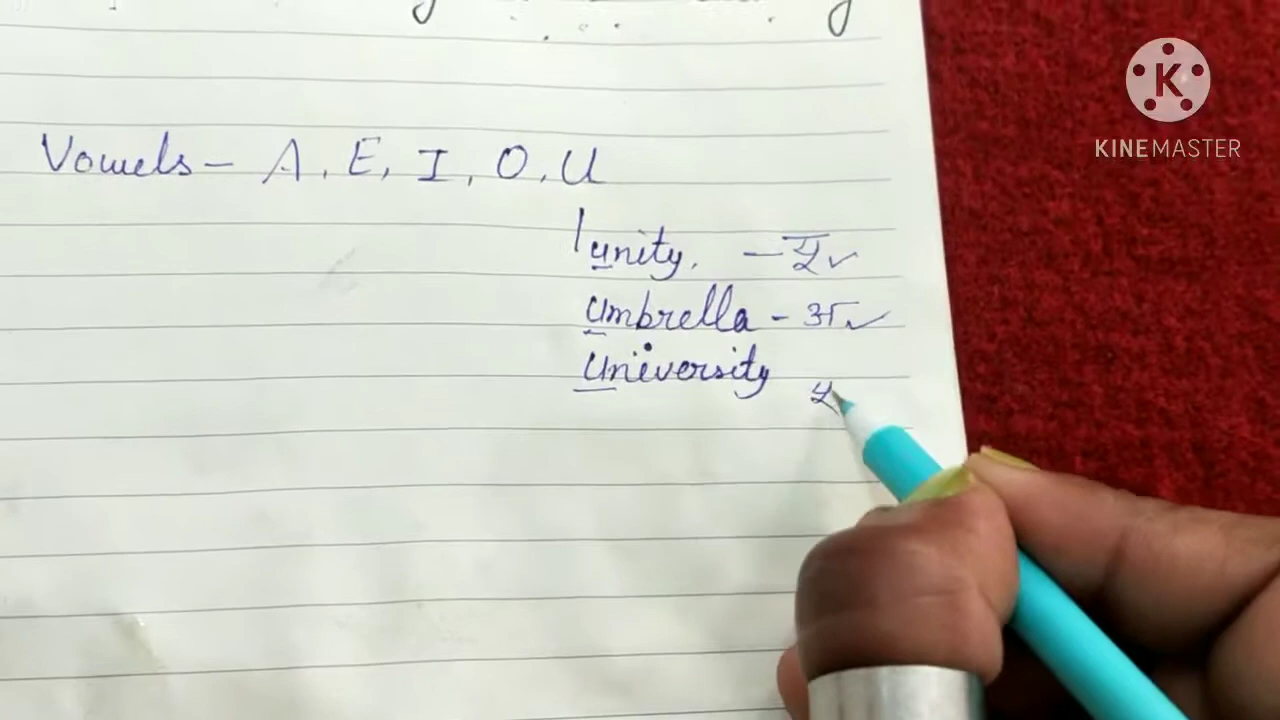 Vowels - A, E, I, O, U
unity. - यू ✓
umbrella - अ ✓
University यू
K
KINEMASTER